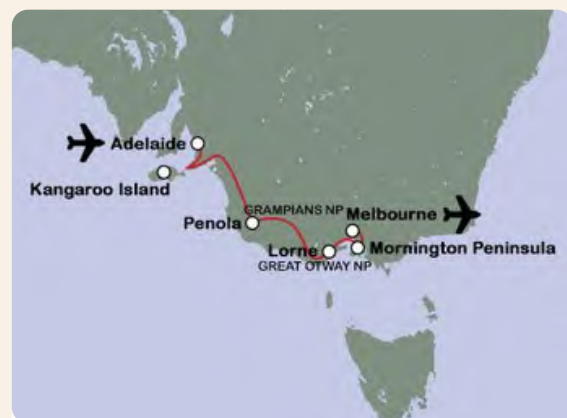 Adelaide
Kangaroo Island
GRAMPIANS NP
Penola
Melbourne
Lorne
Mornington Peninsula
GREAT OTWAY NP